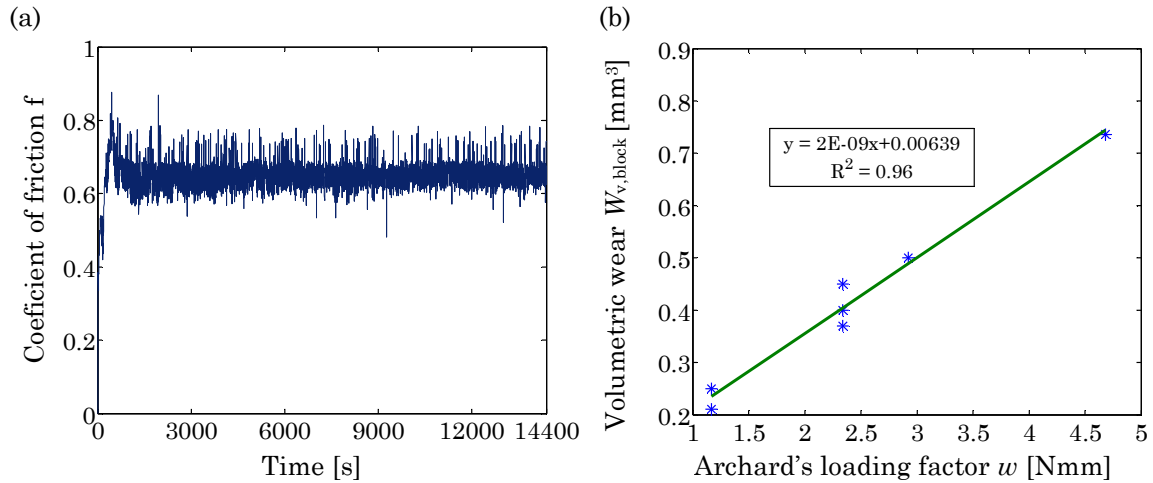 (a)
1
0.8
0.6
0.4
0.2
0
0 3000 6000 9000 12000 14400
Coeficient of friction f
Time [s]
(b)
0.9
0.8
0.7
0.6
0.5
0.4
0.3
0.2
1 1.5 2 2.5 3 3.5 4 4.5 5
Volumetric wear W_v,block [mm³]
y = 2E-09x+0.00639
R² = 0.96
Archard's loading factor w [Nmm]